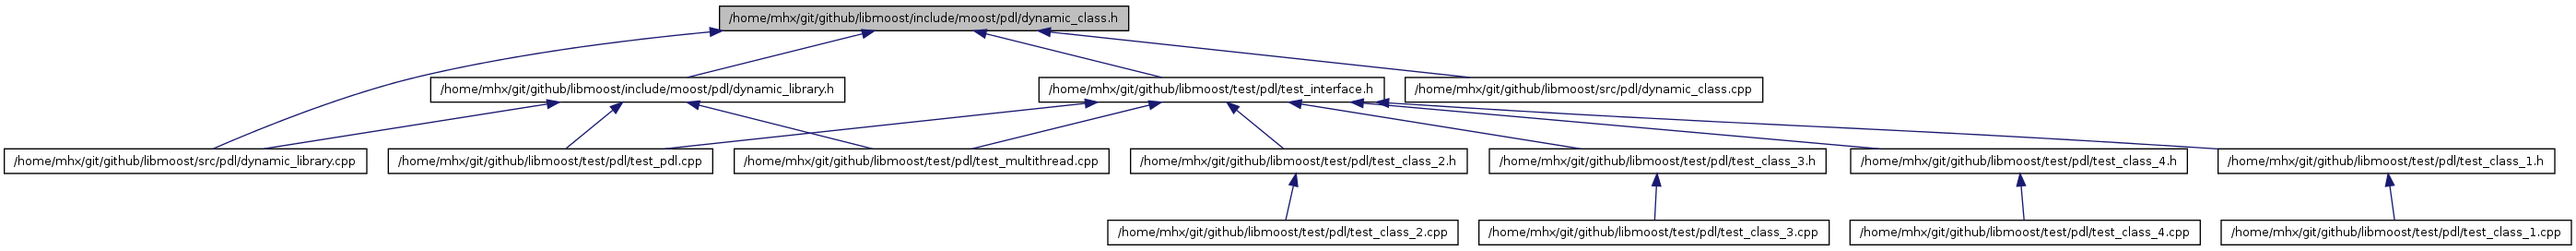 /home/mhx/git/github/libmoost/include/moost/pdl/dynamic_class.h
/home/mhx/git/github/libmoost/include/moost/pdl/dynamic_library.h
/home/mhx/git/github/libmoost/test/pdl/test_interface.h
/home/mhx/git/github/libmoost/src/pdl/dynamic_class.cpp
/home/mhx/git/github/libmoost/src/pdl/dynamic_library.cpp
/home/mhx/git/github/libmoost/test/pdl/test_pdl.cpp
/home/mhx/git/github/libmoost/test/pdl/test_multithread.cpp
/home/mhx/git/github/libmoost/test/pdl/test_class_2.h
/home/mhx/git/github/libmoost/test/pdl/test_class_3.h
/home/mhx/git/github/libmoost/test/pdl/test_class_4.h
/home/mhx/git/github/libmoost/test/pdl/test_class_1.h
/home/mhx/git/github/libmoost/test/pdl/test_class_2.cpp
/home/mhx/git/github/libmoost/test/pdl/test_class_3.cpp
/home/mhx/git/github/libmoost/test/pdl/test_class_4.cpp
/home/mhx/git/github/libmoost/test/pdl/test_class_1.cpp